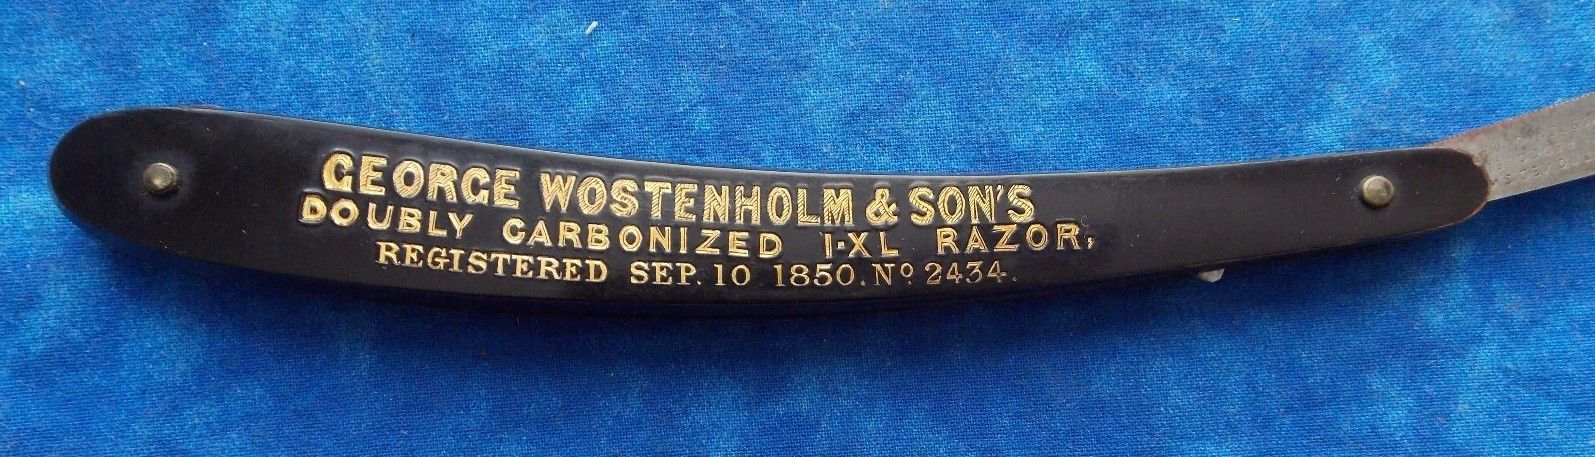 GEORGE WOSTENHOLM & SON'S
DOUBLY CARBONIZED I·XL RAZOR,
REGISTERED SEP. 10 1850. No. 2434.